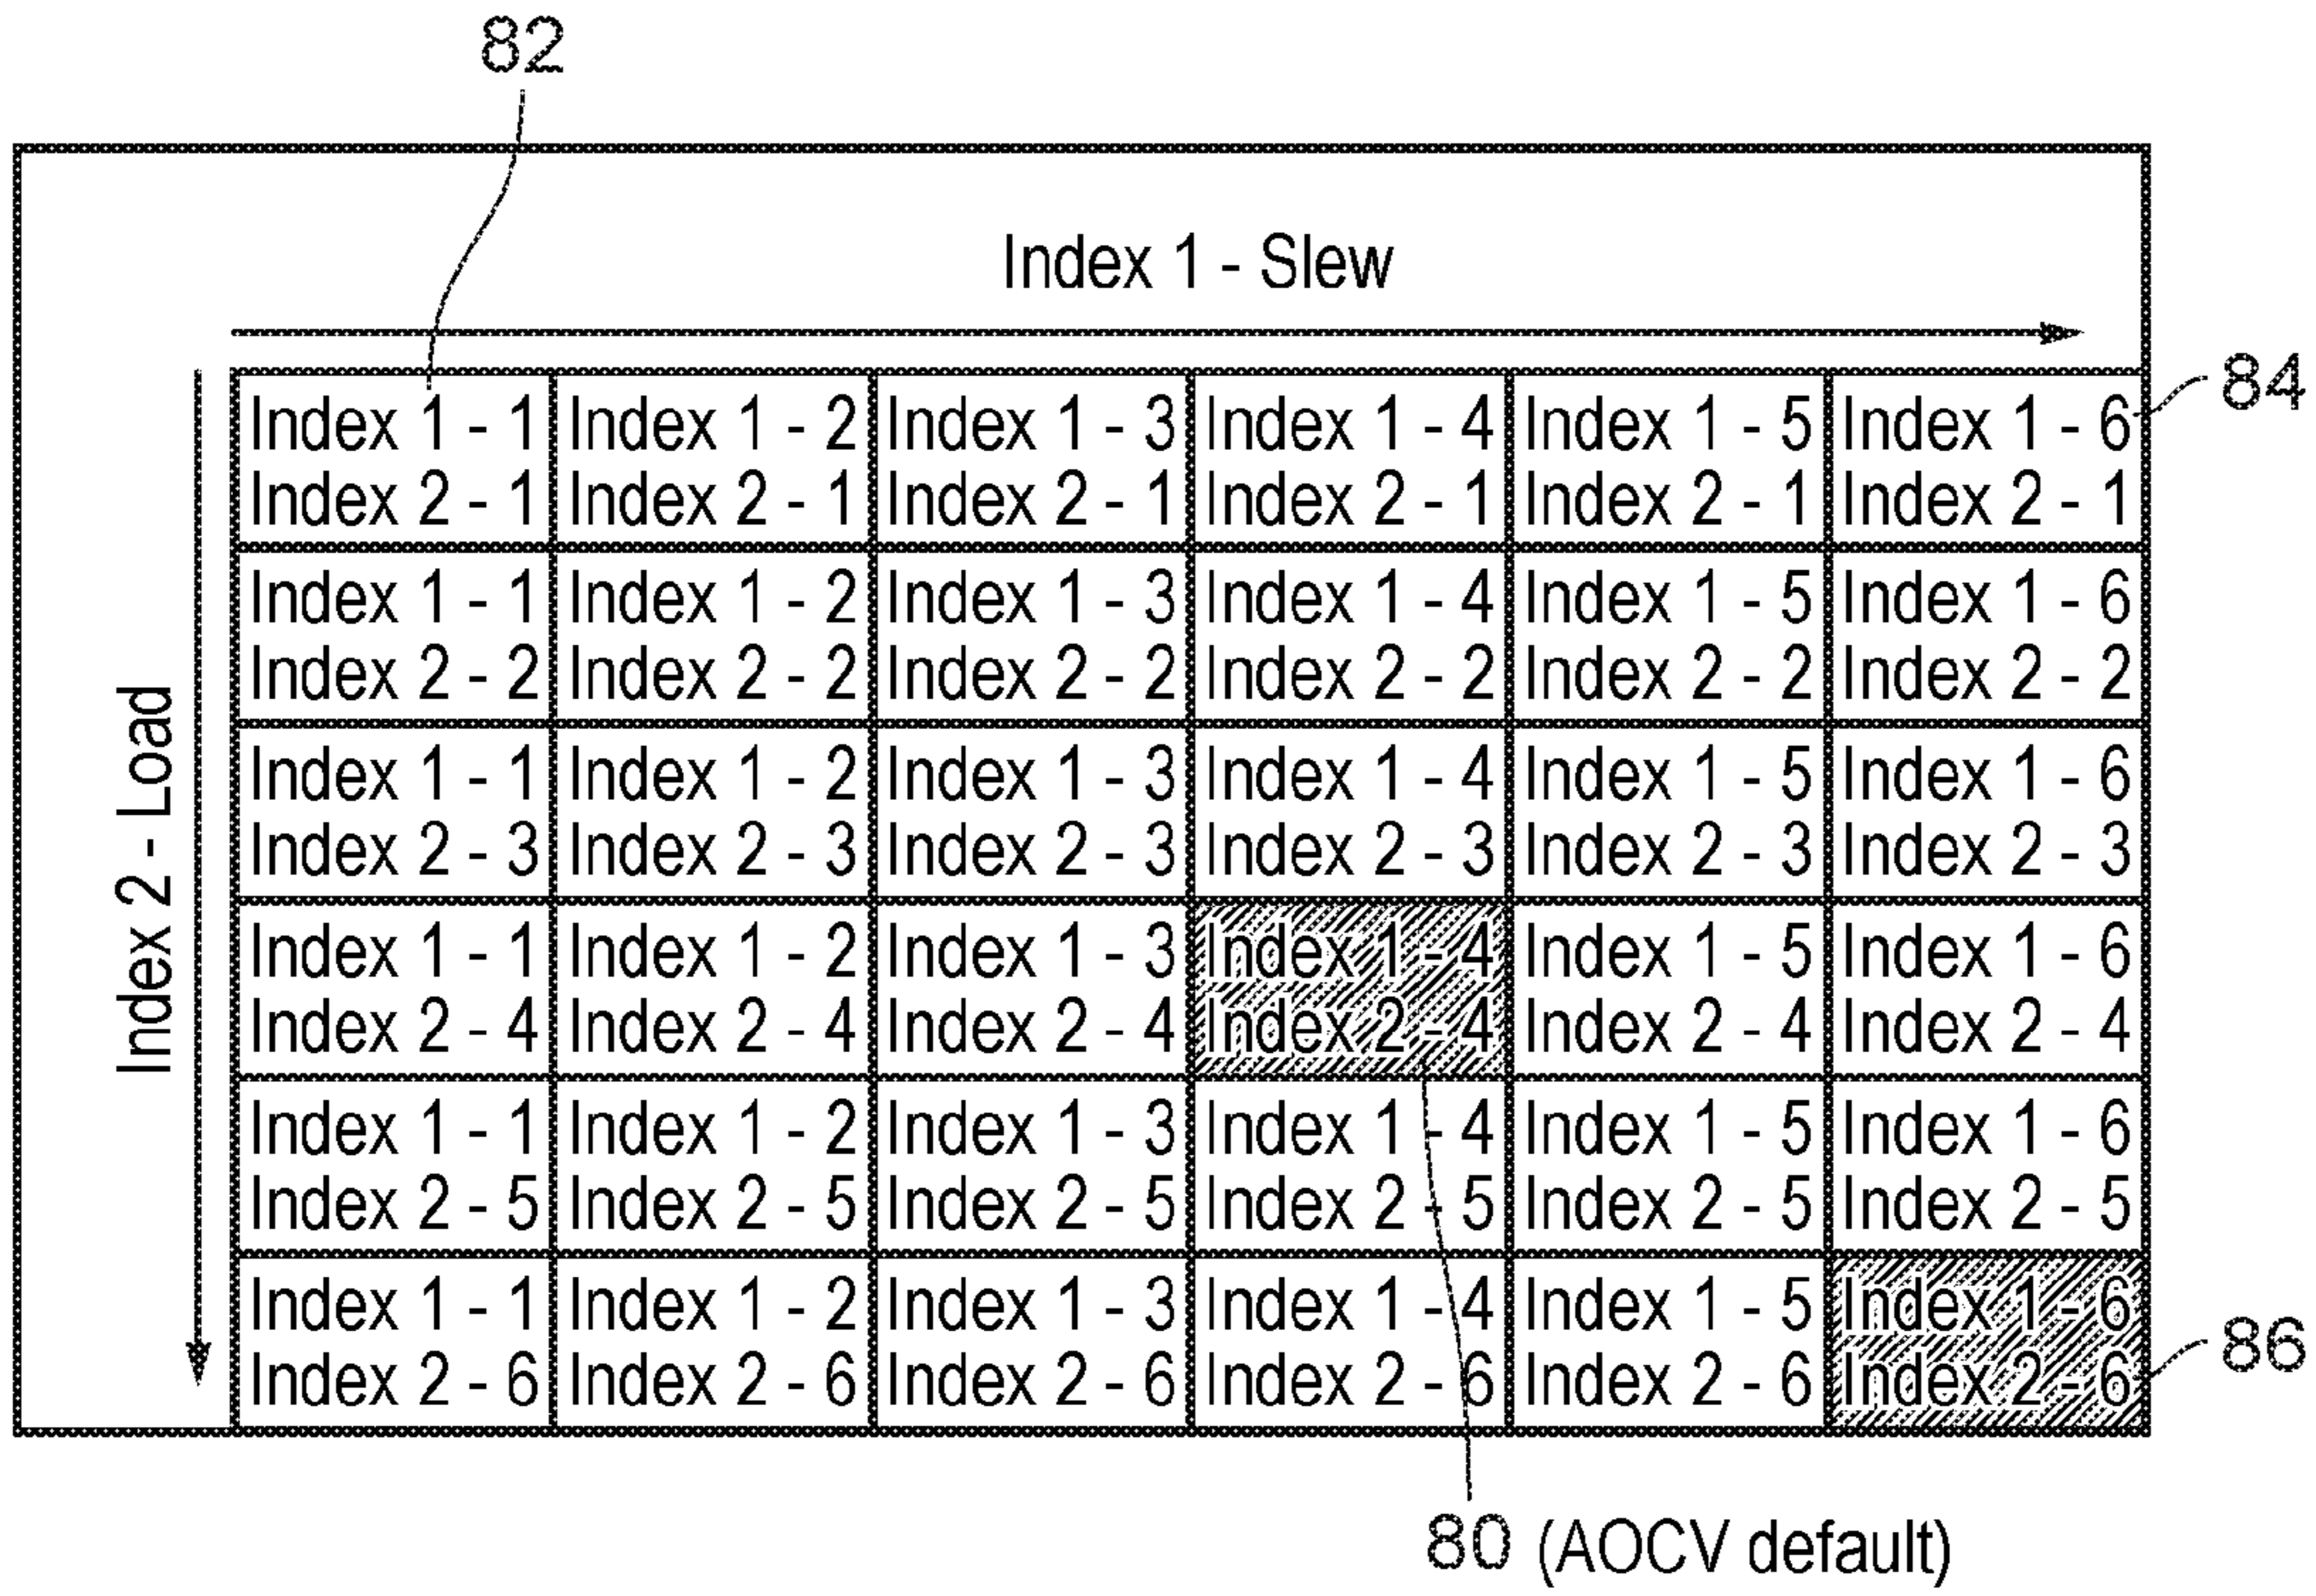 82
Index 1 - Slew
84
Index 2 - Load
Index 1 - 1 Index 1 - 2 Index 1 - 3 Index 1 - 4 Index 1 - 5 Index 1 - 6
Index 2 - 1 Index 2 - 1 Index 2 - 1 Index 2 - 1 Index 2 - 1 Index 2 - 1
Index 1 - 1 Index 1 - 2 Index 1 - 3 Index 1 - 4 Index 1 - 5 Index 1 - 6
Index 2 - 2 Index 2 - 2 Index 2 - 2 Index 2 - 2 Index 2 - 2 Index 2 - 2
Index 1 - 1 Index 1 - 2 Index 1 - 3 Index 1 - 4 Index 1 - 5 Index 1 - 6
Index 2 - 3 Index 2 - 3 Index 2 - 3 Index 2 - 3 Index 2 - 3 Index 2 - 3
Index 1 - 1 Index 1 - 2 Index 1 - 3 Index 1 - 4 Index 1 - 5 Index 1 - 6
Index 2 - 4 Index 2 - 4 Index 2 - 4 Index 2 - 4 Index 2 - 4 Index 2 - 4
Index 1 - 1 Index 1 - 2 Index 1 - 3 Index 1 - 4 Index 1 - 5 Index 1 - 6
Index 2 - 5 Index 2 - 5 Index 2 - 5 Index 2 - 5 Index 2 - 5 Index 2 - 5
Index 1 - 1 Index 1 - 2 Index 1 - 3 Index 1 - 4 Index 1 - 5 Index 1 - 6
Index 2 - 6 Index 2 - 6 Index 2 - 6 Index 2 - 6 Index 2 - 6 Index 2 - 6
86
80 (AOCV default)